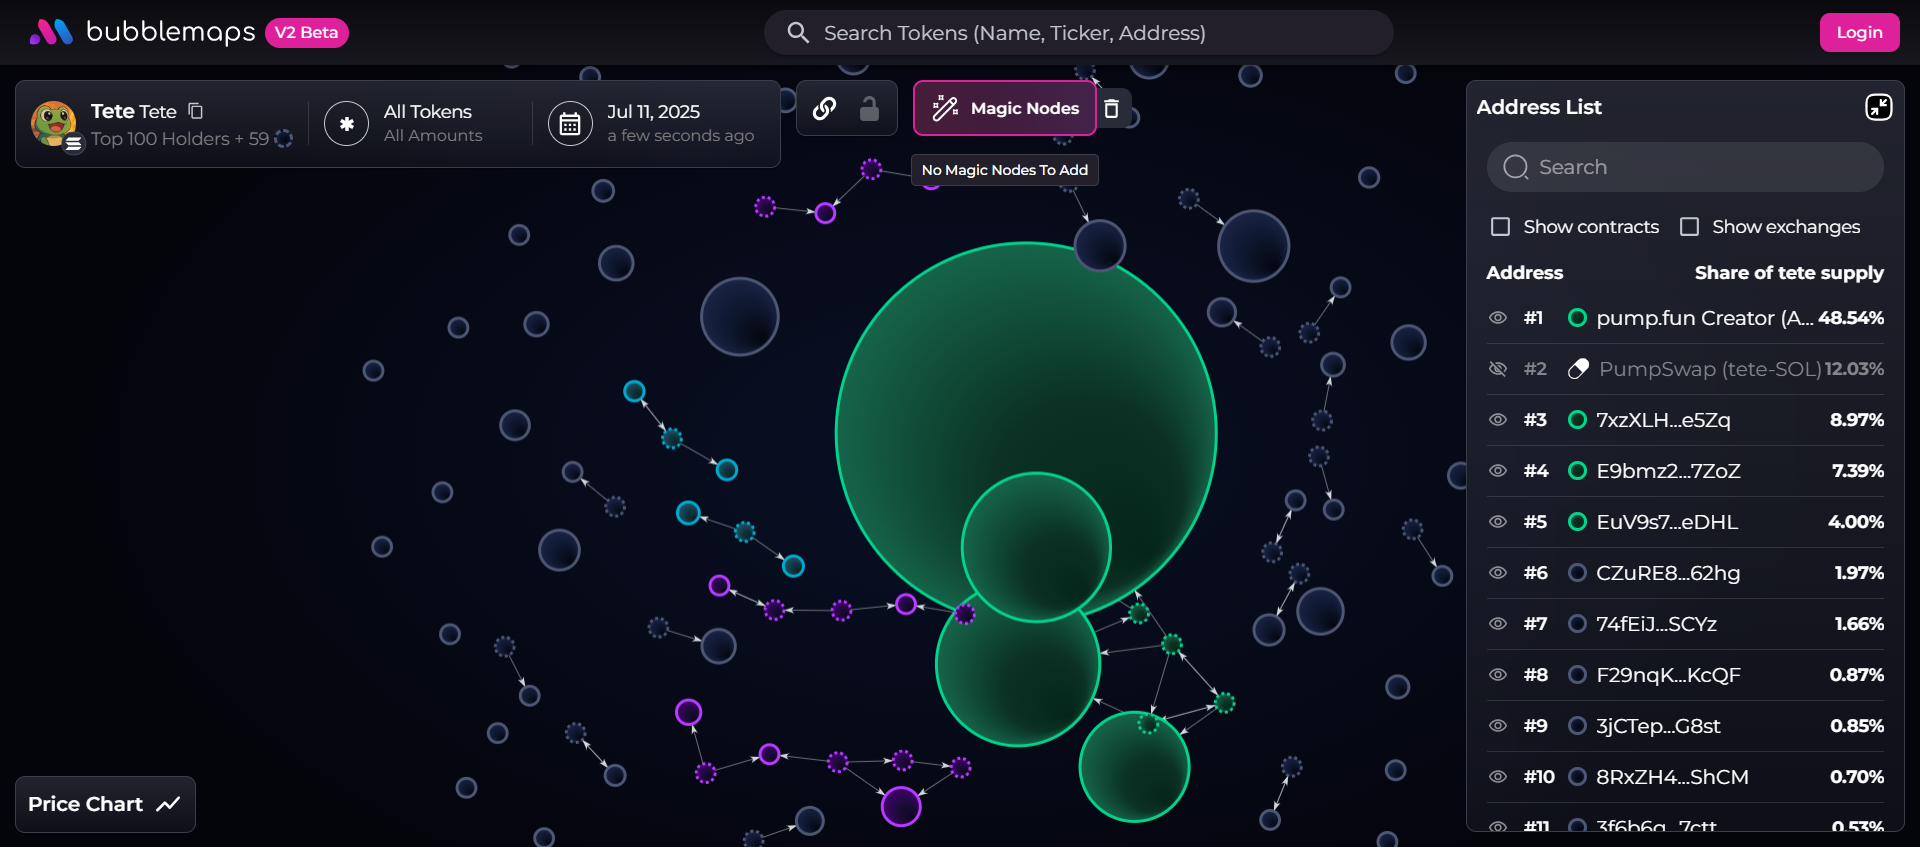 bubblemaps V2 Beta
Search Tokens (Name, Ticker, Address)
Login
Tete Tete
Top 100 Holders + 59
All Tokens
All Amounts
Jul 11, 2025
a few seconds ago
Magic Nodes
No Magic Nodes To Add
Address List
Search
Show contracts Show exchanges
Address Share of tete supply
#1 pump.fun Creator (A... 48.54%
#2 PumpSwap (tete-SOL) 12.03%
#3 7xzXLH...e5Zq 8.97%
#4 E9bmz2...7ZoZ 7.39%
#5 EuV9s7...eDHL 4.00%
#6 CZuRE8...62hg 1.97%
#7 74fEiJ...SCYz 1.66%
#8 F29nqK...KcQF 0.87%
#9 3jCTep...G8st 0.85%
#10 8RxZH4...ShCM 0.70%
#11 0.53%
Price Chart